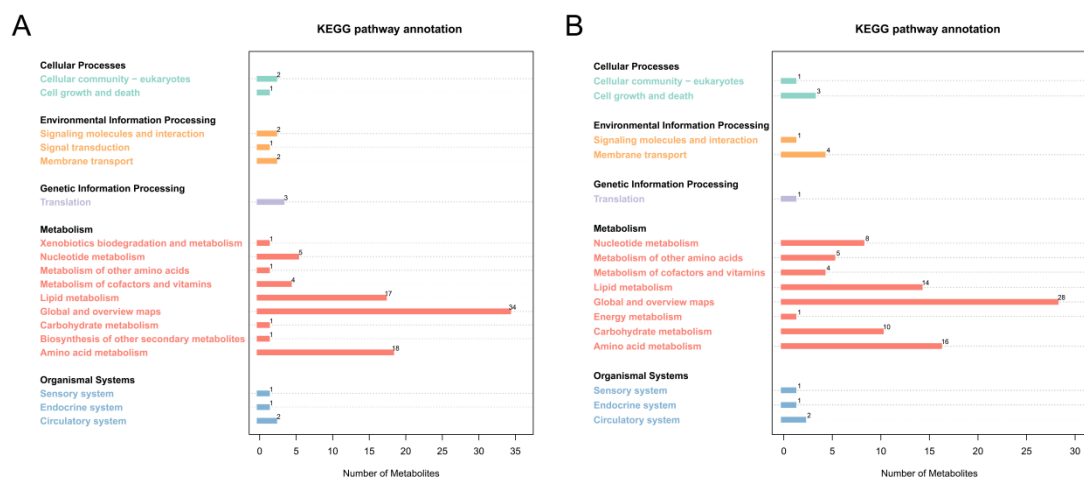 A
KEGG pathway annotation
Cellular Processes
Cellular community − eukaryotes 2
Cell growth and death 1
Environmental Information Processing
Signaling molecules and interaction 2
Signal transduction 1
Membrane transport 2
Genetic Information Processing
Translation 3
Metabolism
Xenobiotics biodegradation and metabolism 1
Nucleotide metabolism 5
Metabolism of other amino acids 1
Metabolism of cofactors and vitamins 4
Lipid metabolism 17
Global and overview maps 34
Carbohydrate metabolism 1
Biosynthesis of other secondary metabolites 1
Amino acid metabolism 18
Organismal Systems
Sensory system 1
Endocrine system 1
Circulatory system 2
0 5 10 15 20 25 30 35
Number of Metabolites
B
KEGG pathway annotation
Cellular Processes
Cellular community − eukaryotes 1
Cell growth and death 3
Environmental Information Processing
Signaling molecules and interaction 1
Membrane transport 4
Genetic Information Processing
Translation 1
Metabolism
Nucleotide metabolism 8
Metabolism of other amino acids 5
Metabolism of cofactors and vitamins 4
Lipid metabolism 14
Global and overview maps 28
Energy metabolism 1
Carbohydrate metabolism 10
Amino acid metabolism 16
Organismal Systems
Sensory system 1
Endocrine system 1
Circulatory system 2
0 5 10 15 20 25 30
Number of Metabolites